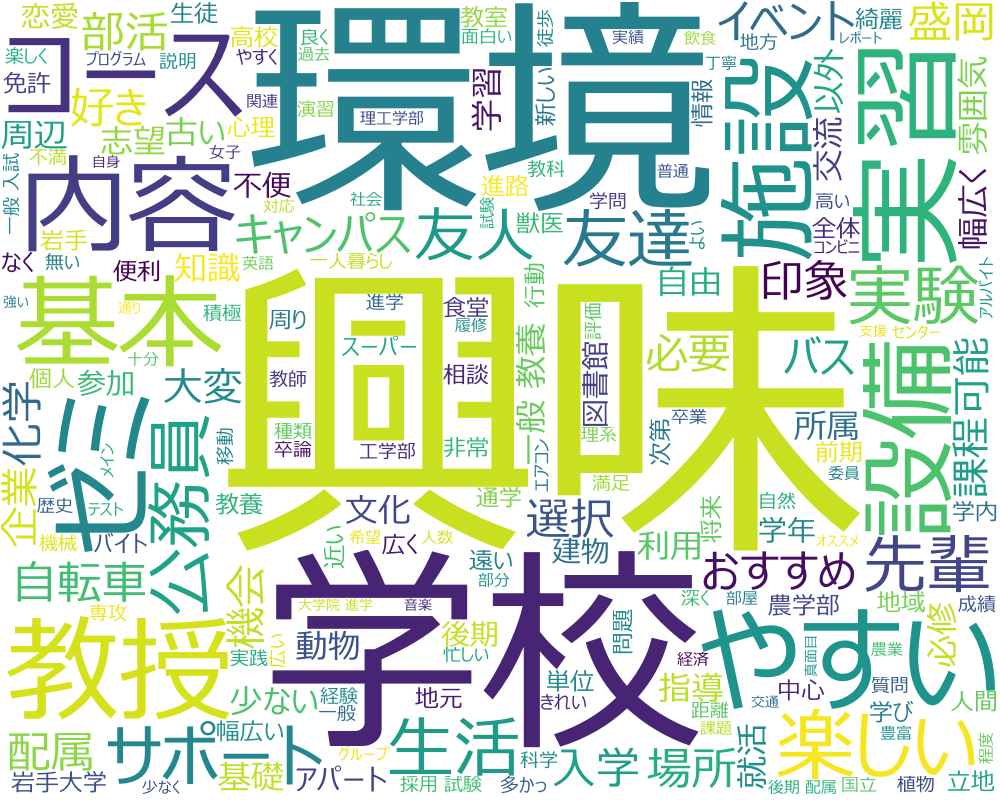 恋愛
部活
生徒
楽しく
プログラム
説明
高校
やすく
免許
コース
関連
好き
周辺
志望
古い
心理
不満
自身
女子
一般 入試
内容
不便
対応
岩手
なく
無い
便利
知識
英語
環境
良く
過去
教室
面白い
徒歩
実績
飲食
演習
理工学部
学習
新しい
丁寧
情報
教科
普通
進路
社会
試験
学問
よい
イベント
地方
綺麗
レポート
盛岡
施設
以外
雰囲気
交流
実習
高い
全体
コンビニ
幅広く
アルバイト
キャンパス
友人
獣医
友達
一人暮らし
自由
印象
実験
支援 センター
強い
通り
積極
基本
十分
進学
周り
食堂
履修
行動
スーパー
評価
必要
バス
設備
可能
個人
参加
大変
教師
相談
図書館
一般 教養
興味
化学
ゼミ
公務員
移動
種類
卒論
工学部
非常
理系
エアコン
満足
次第
卒業
所属
前期
委員
課程
企業
メイン
歴史
テスト
教養
通学
文化
選択
将来
自然
学年
オススメ
学内
機械
バイト
希望
広く
人数
近い
遠い
部分
建物
利用
おすすめ
先輩
自転車
専攻
機会
大学院 進学
音楽
学校
深く
部屋
農学部
地域
成績
教授
実践
広い
動物
後期
忙しい
問題
経済
真面目
農業
必修
やすい
少ない
経験
一般
地元
単位
きれい
指導
距離
中心
質問
人間
配属
サポート
幅広い
グループ
生活
科学
入学
場所
課題
就活
交通
楽しい
学び
豊富
程度
岩手大学
少なく
基礎
アパート
採用 試験
多かっ
後期 配属
国立
植物
立地